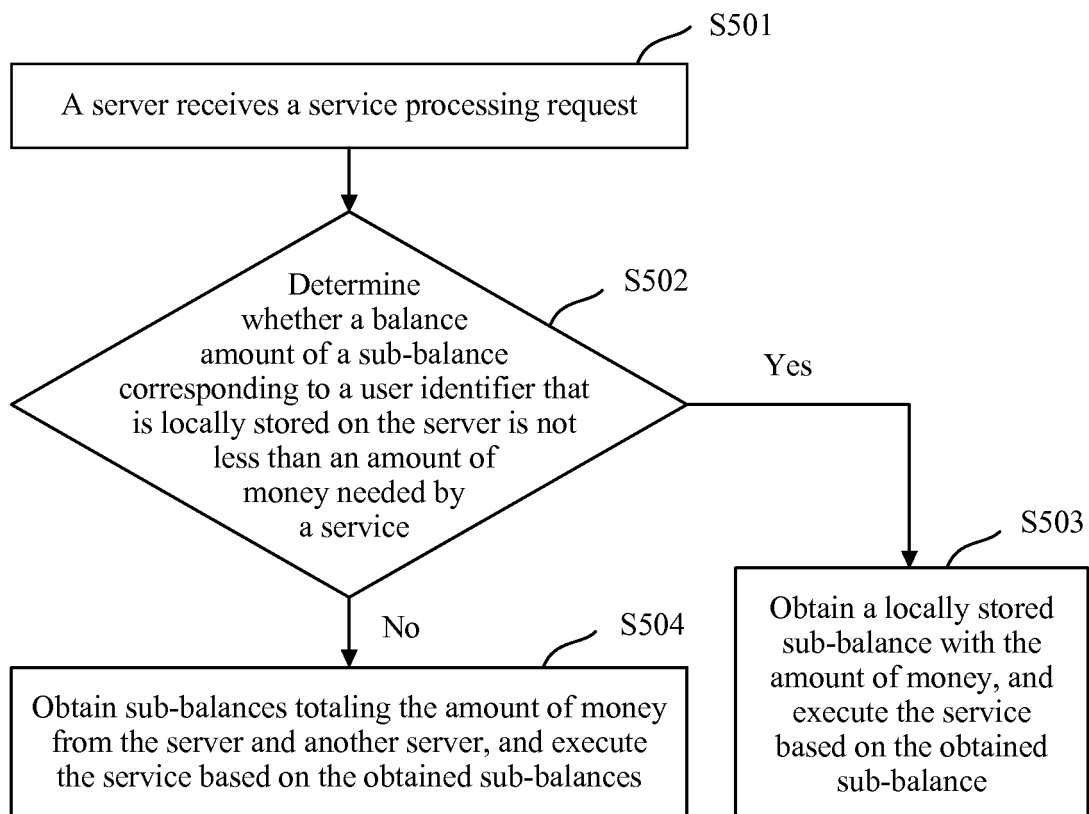 S501
A server receives a service processing request
Determine
whether a balance
amount of a sub-balance
corresponding to a user identifier that
is locally stored on the server is not
less than an amount of
money needed by
a service
S502
Yes
No
S503
Obtain a locally stored
sub-balance with the
amount of money, and
execute the service
based on the obtained
sub-balance
S504
Obtain sub-balances totaling the amount of money
from the server and another server, and execute
the service based on the obtained sub-balances